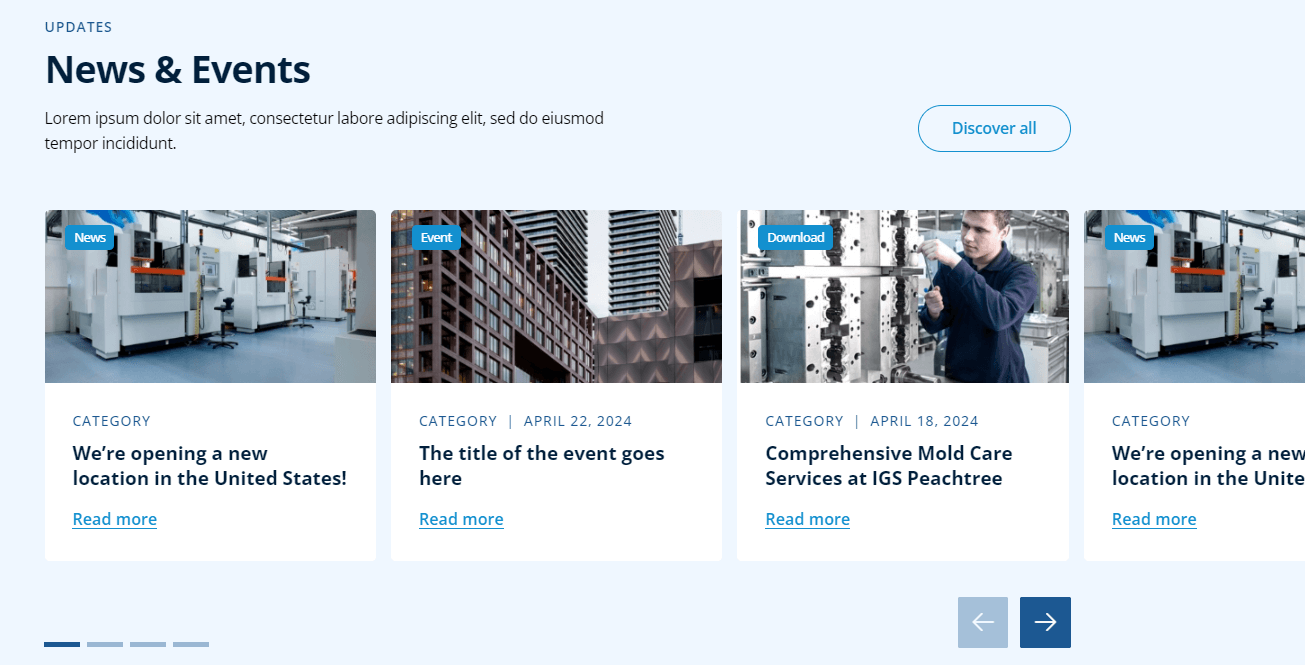 UPDATES
News & Events
Lorem ipsum dolor sit amet, consectetur labore adipiscing elit, sed do eiusmod
tempor incididunt.
Discover all
News
CATEGORY
We’re opening a new
location in the United States!
Read more
Event
CATEGORY | APRIL 22, 2024
The title of the event goes
here
Read more
Download
CATEGORY | APRIL 18, 2024
Comprehensive Mold Care
Services at IGS Peachtree
Read more
News
CATEGORY
We’re opening a new
location in the Unite
Read more